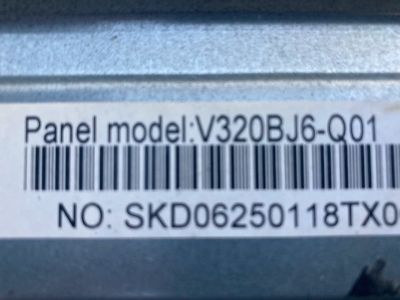 Panel model:V320BJ6-Q01
NO: SKD06250118TX0